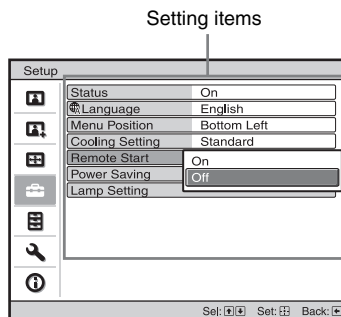 Setting items
Setup
Status On
Language English
Menu Position Bottom Left
Cooling Setting Standard
Remote Start On
Off
Power Saving
Lamp Setting
Sel: Set: Back: